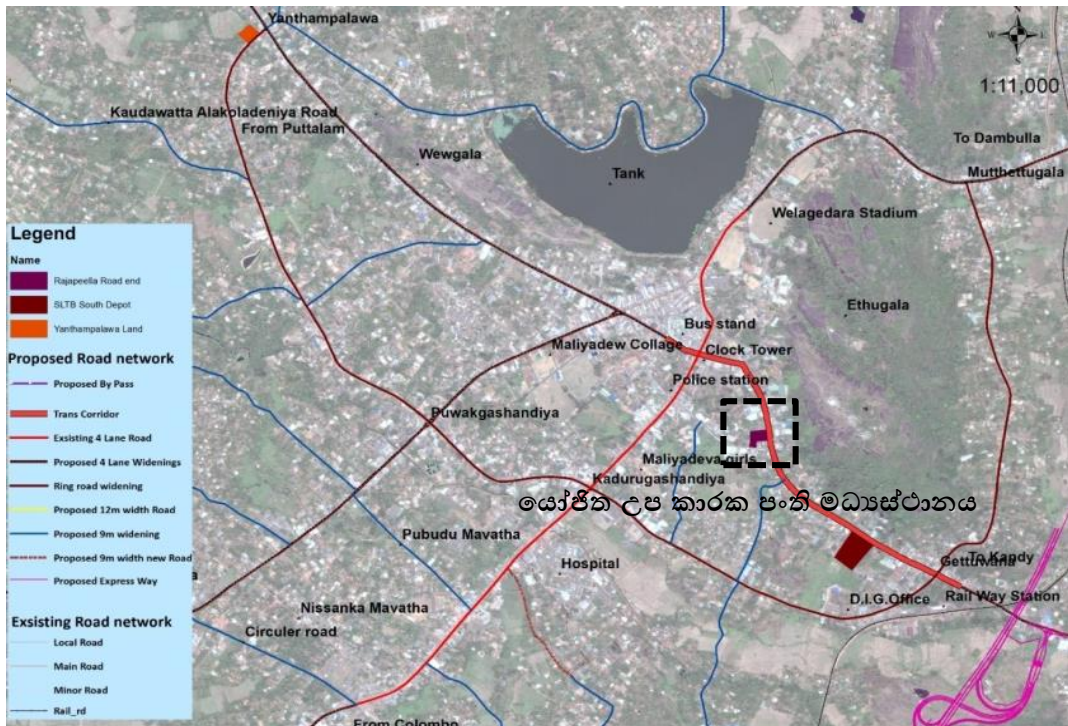 Yanthampalawa
W
E
S
1:11,000
Kaudawatta Alakoladeniya Road
From Puttalam
To Dambulla
Wewgala
Mutthettugala
Tank
Welagedara Stadium
Legend
Name
Rajapeella Road end
SLTB South Depot
Yanthampalawa Land
Ethugala
Bus stand
Maliyadew Collage
Clock Tower
Police station
Proposed Road network
Proposed By Pass
Trans Corridor
Exsisting 4 Lane Road
Proposed 4 Lane Widenings
Ring road widening
Proposed 12m width Road
Proposed 9m widening
Proposed 9m width new Road
Proposed Express Way
Puwakgashandiya
Maliyadeva girls
Kadurugashandiya
යෝජිත උප කාරක පංති මධ්‍යස්ථානය
Pubudu Mavatha
Hospital
To Kandy
Gettuwana
Rail Way Station
D.I.G.Office
Nissanka Mavatha
Circuler road
Exsisting Road network
Local Road
Main Road
Minor Road
Rail_rd
From Colombo